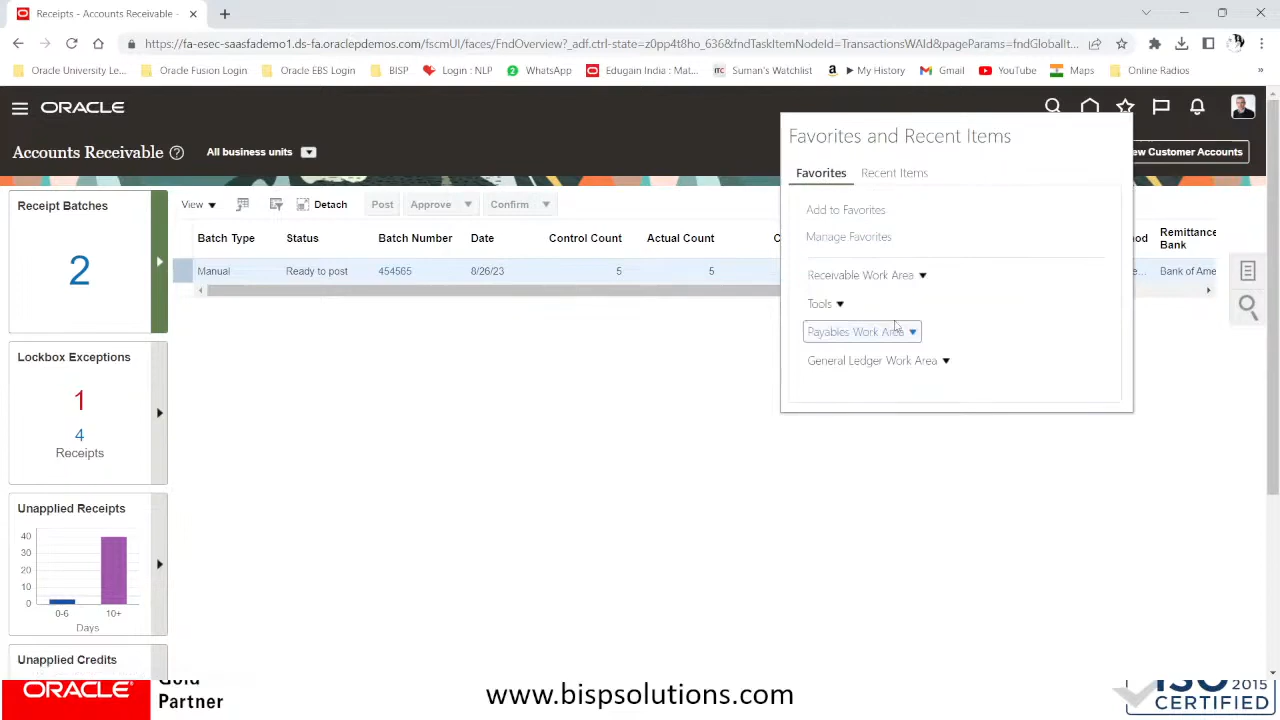 Receipts - Accounts Receivable -
https://fa-esec-saasfademo1.ds-fa.oraclepdemos.com/fscmUI/faces/FndOverview?_adf.ctrl-state=z0pp4t8ho_636&fndTaskItemNodeId=TransactionsWAId&pageParams=fndGlobalIt...
Oracle University Le... Oracle Fusion Login Oracle EBS Login BISP Login : NLP WhatsApp Edugain India : Mat... Suman's Watchlist My History Gmail YouTube Maps Online Radios »
ORACLE
Accounts Receivable All business units
ew Customer Accounts
Favorites and Recent Items
Favorites Recent Items
Add to Favorites
Manage Favorites
Receivable Work Area
Tools
Payables Work Area
General Ledger Work Area
Receipt Batches
2
View Detach Post Approve Confirm
Batch Type Status Batch Number Date Control Count Actual Count C od Remittance Bank
Manual Ready to post 454565 8/26/23 5 5 e... Bank of Ame
Lockbox Exceptions
1
4
Receipts
Unapplied Receipts
40
30
20
10
0
0-6 10+
Days
Unapplied Credits
ORACLE Gold
Partner
www.bispsolutions.com
ISO 2015
CERTIFIED